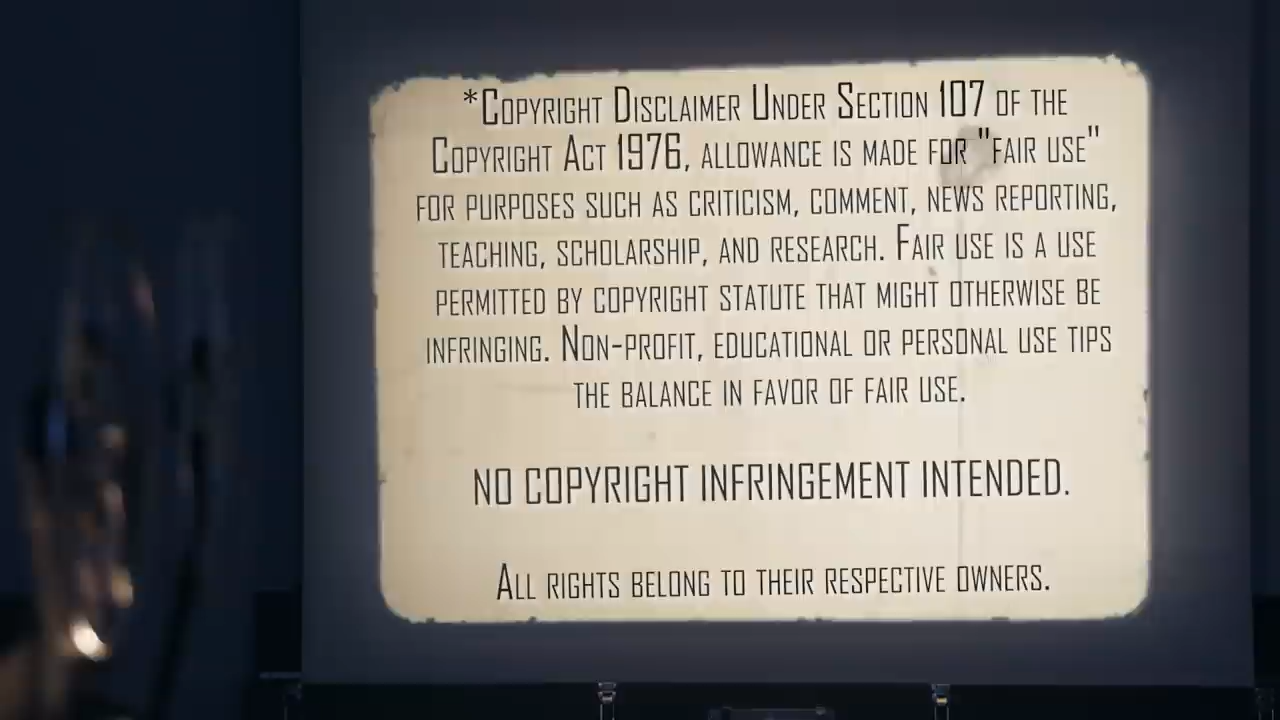 *Copyright Disclaimer Under Section 107 of the
Copyright Act 1976, allowance is made for "fair use"
for purposes such as criticism, comment, news reporting,
teaching, scholarship, and research. Fair use is a use
permitted by copyright statute that might otherwise be
infringing. Non-profit, educational or personal use tips
the balance in favor of fair use.
NO COPYRIGHT INFRINGEMENT INTENDED.
All rights belong to their respective owners.